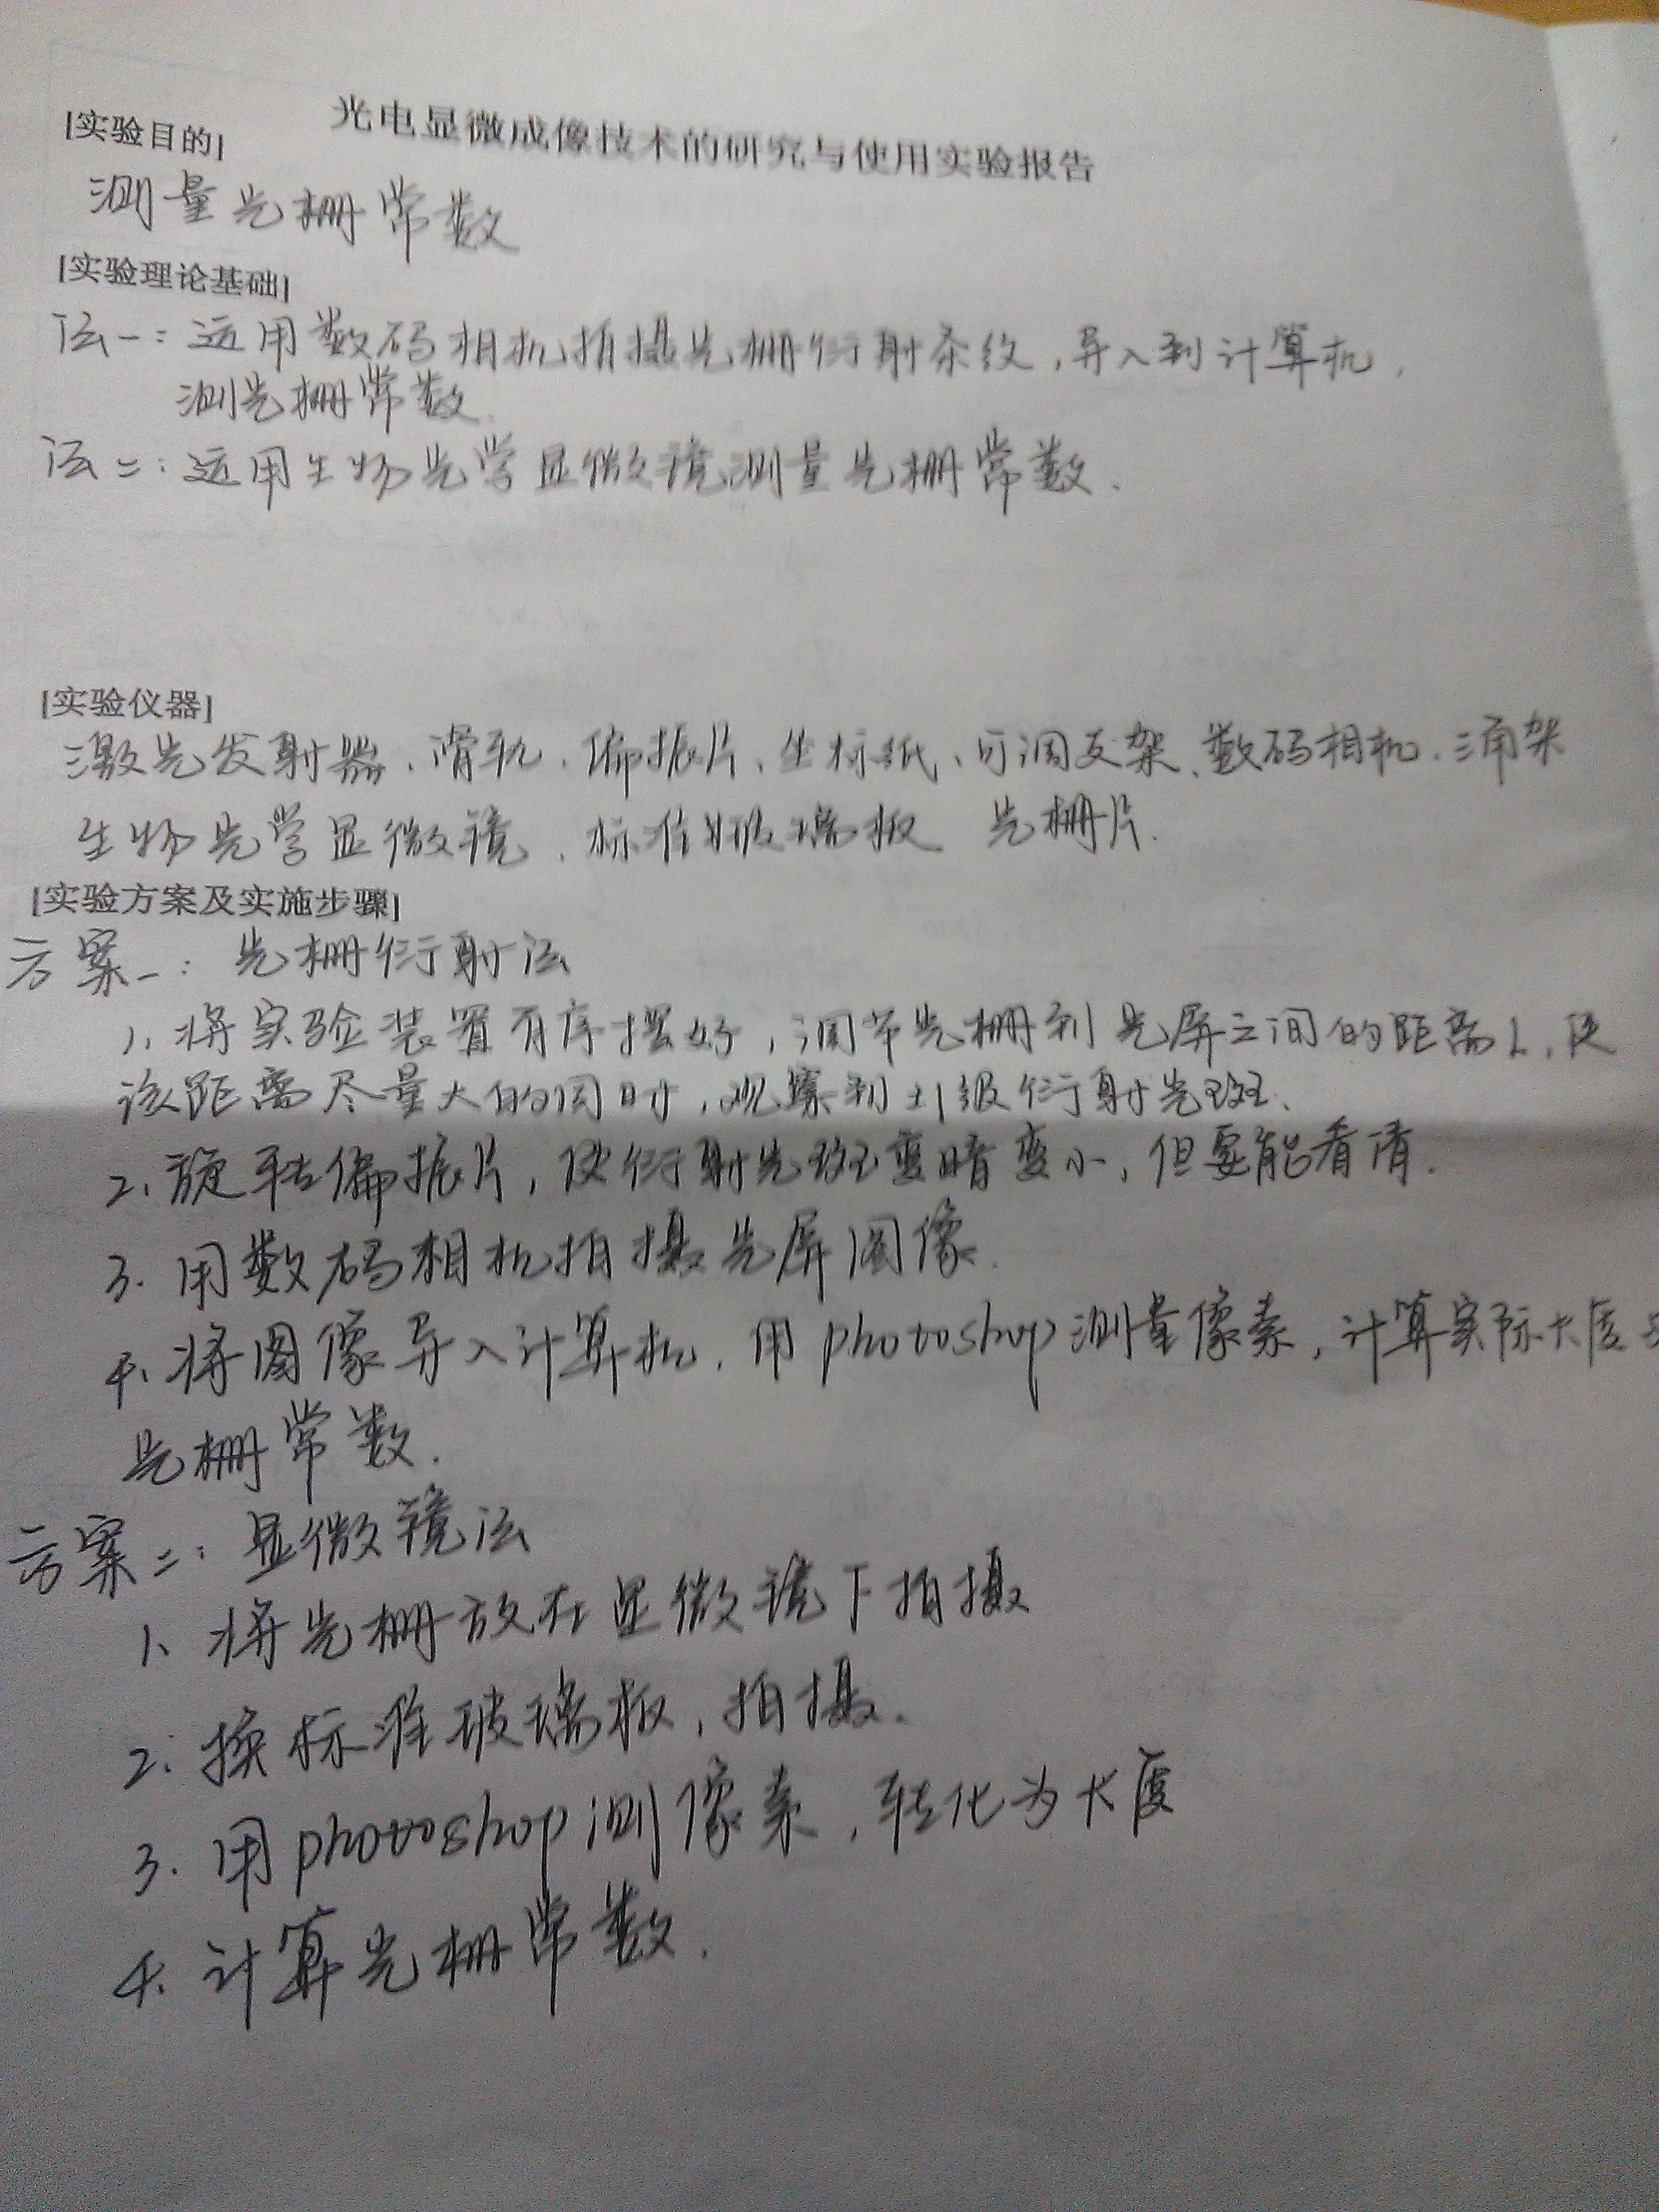 光电显微成像技术的研究与使用实验报告
[实验目的]
测量光栅常数
[实验理论基础]
法一：运用数码相机拍摄光栅衍射条纹，导入到计算机，
测光栅常数.
法二：运用生物光学显微镜测量光栅常数.
[实验仪器]
激光发射器、滑轨、偏振片、坐标纸、可调支架、数码相机、三角架
生物光学显微镜、标准玻璃板 光栅片.
[实验方案及实施步骤]
方案一：光栅衍射法
1、将实验装置有序摆好，调节光栅到光屏之间的距离L，使
该距离尽量大的同时，观察到±1级衍射光斑.
2、旋转偏振片，使衍射光斑变暗变小，但要能看清.
3. 用数码相机拍摄光屏图像.
4、将图像导入计算机，用photoshop测量像素，计算实际长度
光栅常数.
方案二：显微镜法
1、将光栅放在显微镜下拍摄
2、换标准玻璃板，拍摄.
3. 用photoshop测像素，转化为长度
4. 计算光栅常数.